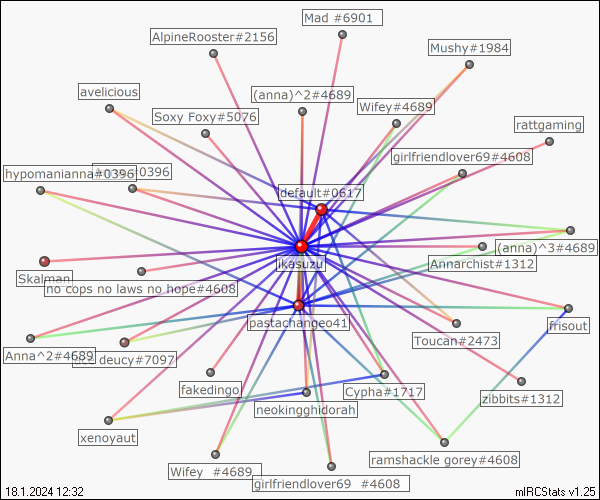 Mad #6901
AlpineRooster#2156
Mushy#1984
avelicious
(anna)^2#4689
Wifey#4689
Soxy Foxy#5076
rattgaming
girlfriendlover69#4608
hypomanianna#0396
#0396
default#0617
(anna)^3#4689
ikasuzu
Annarchist#1312
Skalman
no cops no laws no hope#4608
pastachangeo41
frisout
Toucan#2473
Anna^2#4689
deucy#7097
fakedingo
Cypha#1717
zibbits#1312
neokingghidorah
xenoyaut
ramshackle gorey#4608
Wifey #4689
girlfriendlover69 #4608
18.1.2024 12:32
mIRCStats v1.25